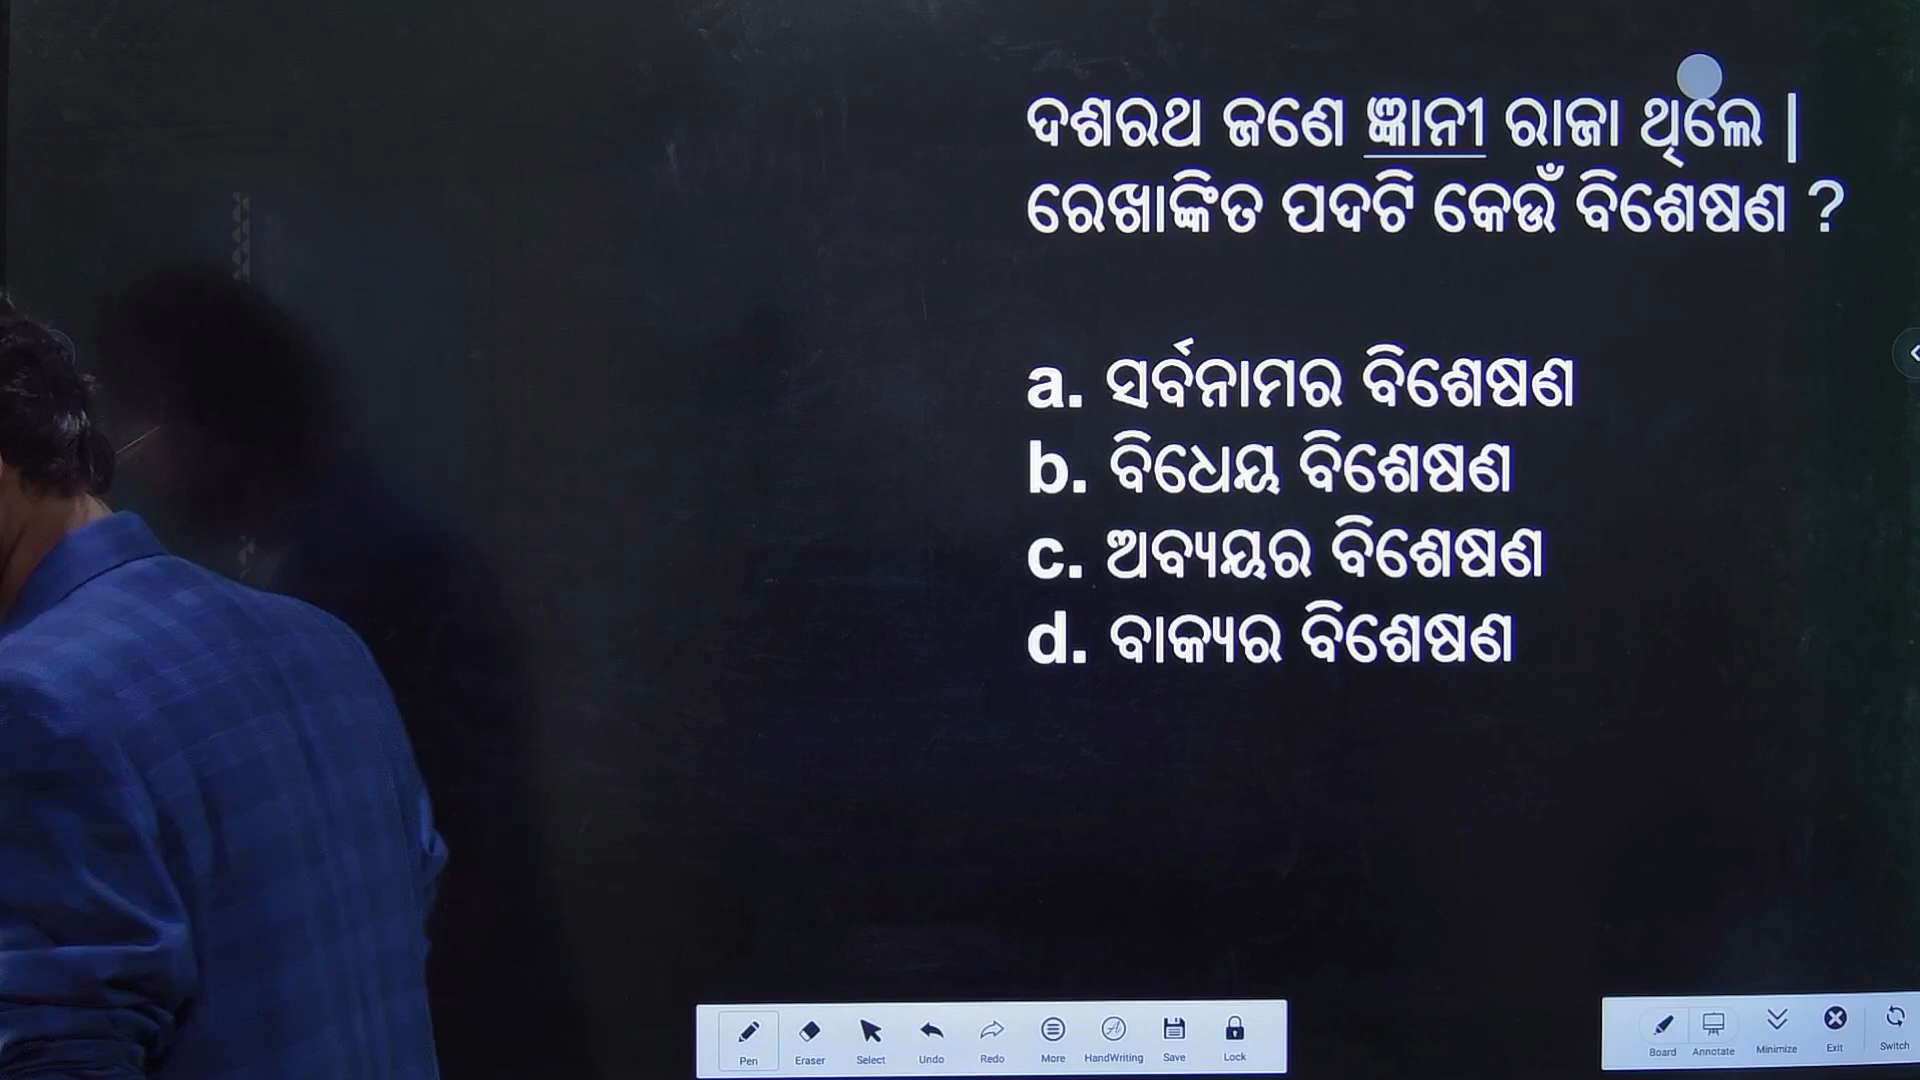 ଦଶରଥ ଜଣେ ଜ୍ଞାନୀ ରାଜା ଥିଲେ |
ରେଖାଙ୍କିତ ପଦଟି କେଉଁ ବିଶେଷଣ ?
a. ସର୍ବନାମର ବିଶେଷଣ
b. ବିଧେୟ ବିଶେଷଣ
c. ଅବ୍ୟୟର ବିଶେଷଣ
d. ବାକ୍ୟର ବିଶେଷଣ
Pen Eraser Select Undo Redo More HandWriting Save Lock
Board Annotate Minimize Exit Switch